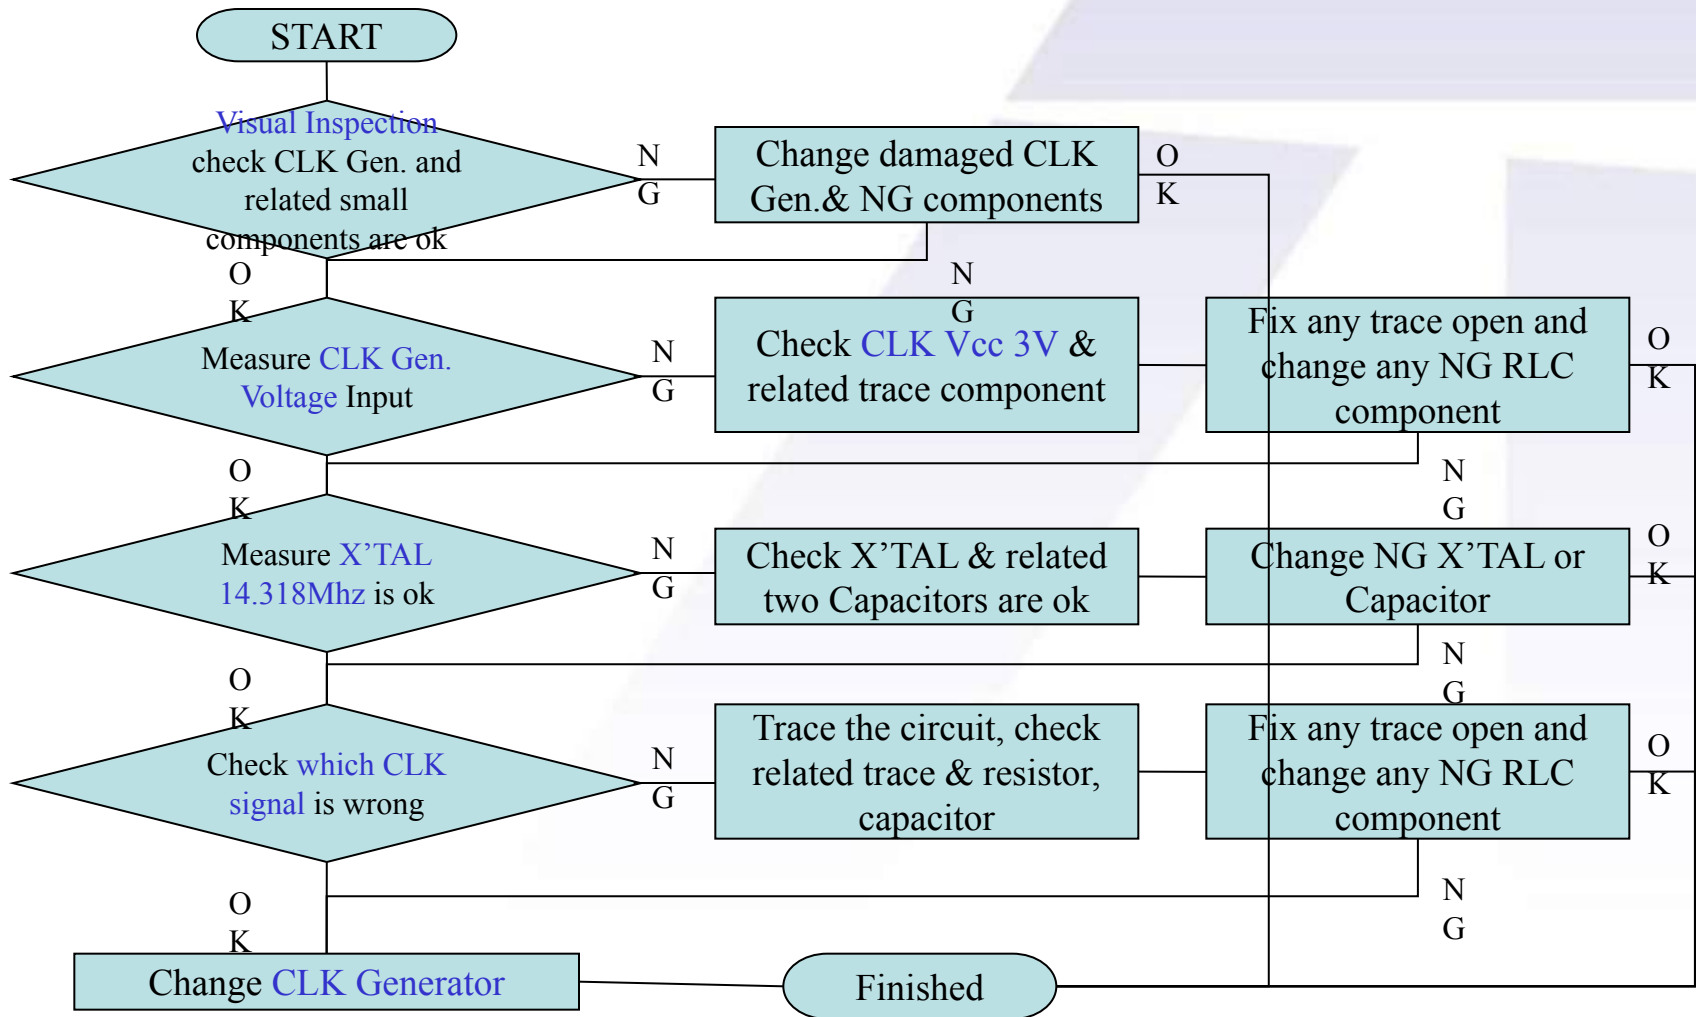 START
Visual Inspection
check CLK Gen. and
related small
components are ok
N
G
Change damaged CLK
Gen.& NG components
O
K
O
K
N
G
Measure CLK Gen.
Voltage Input
N
G
Check CLK Vcc 3V &
related trace component
Fix any trace open and
change any NG RLC
component
O
K
O
K
N
G
Measure X’TAL
14.318Mhz is ok
N
G
Check X’TAL & related
two Capacitors are ok
Change NG X’TAL or
Capacitor
O
K
O
K
N
G
Check which CLK
signal is wrong
N
G
Trace the circuit, check
related trace & resistor,
capacitor
Fix any trace open and
change any NG RLC
component
O
K
O
K
N
G
Change CLK Generator
Finished